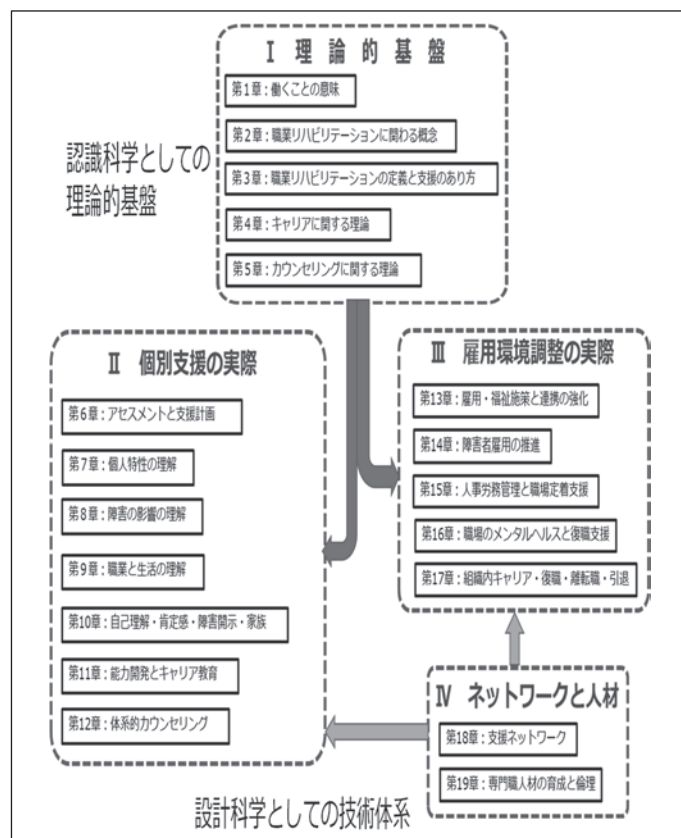 I 理論的基盤
第1章：働くことの意味
第2章：職業リハビリテーションに関わる概念
第3章：職業リハビリテーションの定義と支援のあり方
第4章：キャリアに関する理論
第5章：カウンセリングに関する理論
認識科学としての
理論的基盤
II 個別支援の実際
第6章：アセスメントと支援計画
第7章：個人特性の理解
第8章：障害の影響の理解
第9章：職業と生活の理解
第10章：自己理解・肯定感・障害開示・家族
第11章：能力開発とキャリア教育
第12章：体系的カウンセリング
III 雇用環境調整の実際
第13章：雇用・福祉施策と連携の強化
第14章：障害者雇用の推進
第15章：人事労務管理と職場定着支援
第16章：職場のメンタルヘルスと復職支援
第17章：組織内キャリア・復職・離転職・引退
IV ネットワークと人材
第18章：支援ネットワーク
第19章：専門職人材の育成と倫理
設計科学としての技術体系